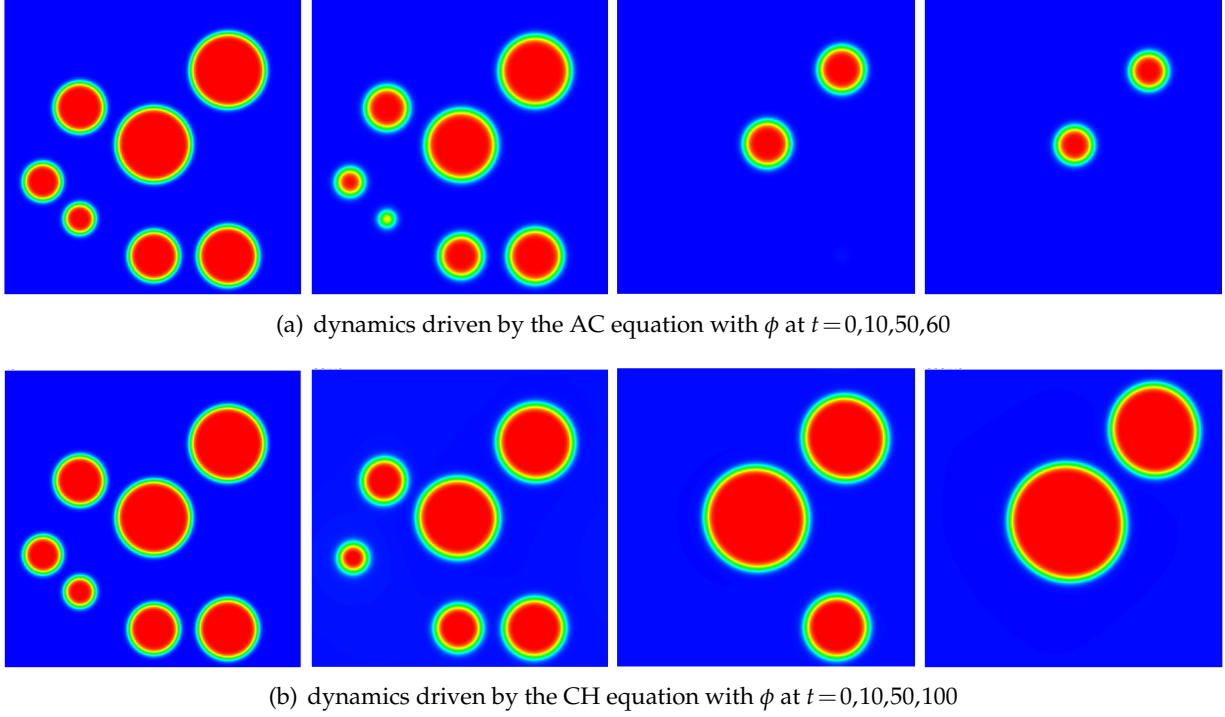 (a) dynamics driven by the AC equation with ϕ at t=0,10,50,60
(b) dynamics driven by the CH equation with ϕ at t=0,10,50,100